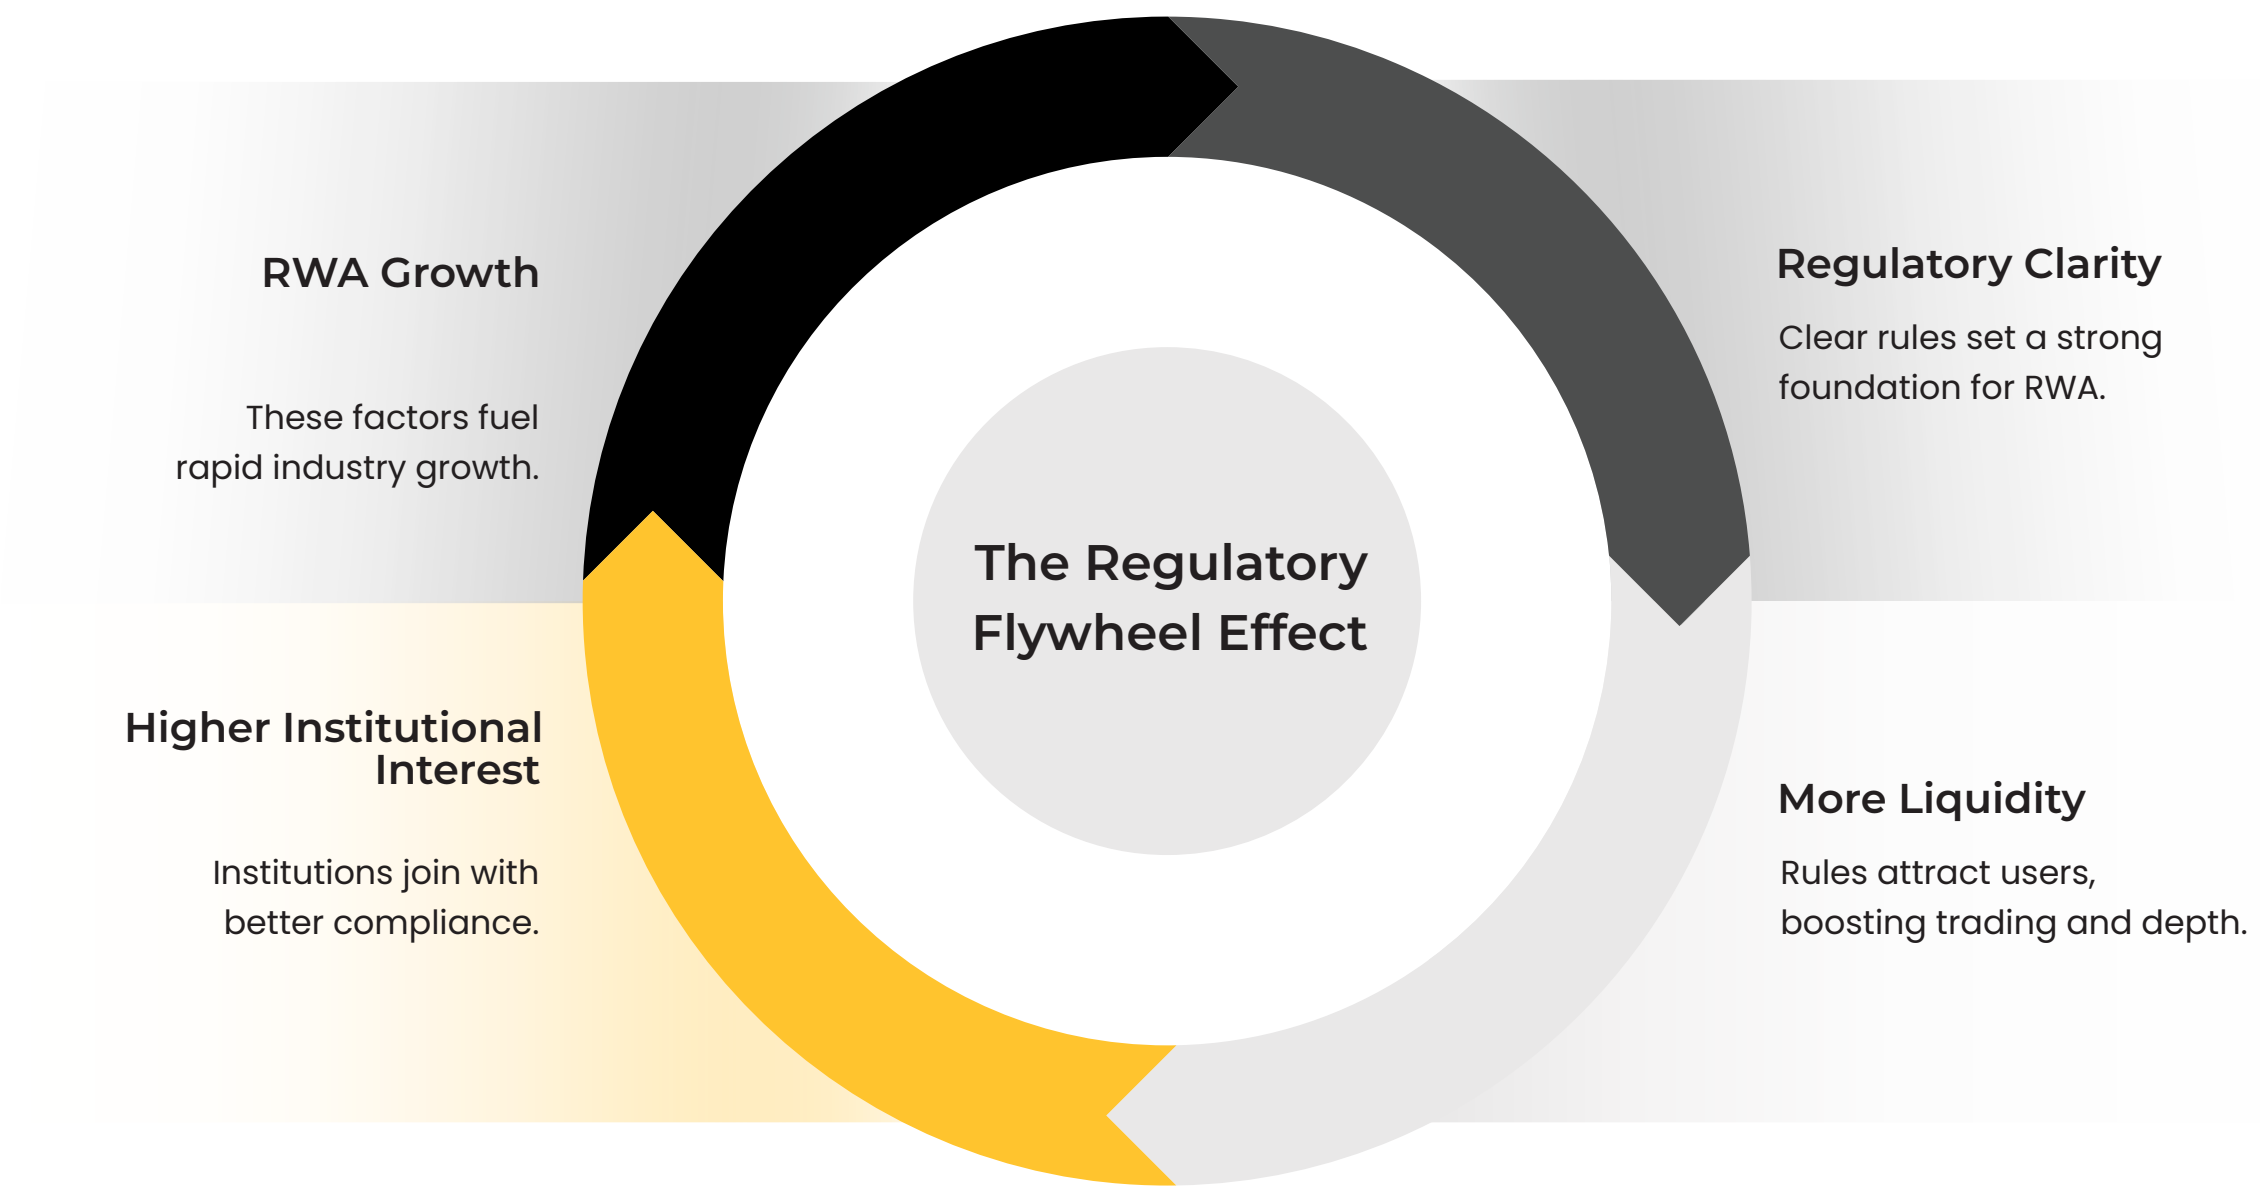 The Regulatory
Flywheel Effect
Regulatory Clarity
Clear rules set a strong
foundation for RWA.
More Liquidity
Rules attract users,
boosting trading and depth.
Higher Institutional
Interest
Institutions join with
better compliance.
RWA Growth
These factors fuel
rapid industry growth.